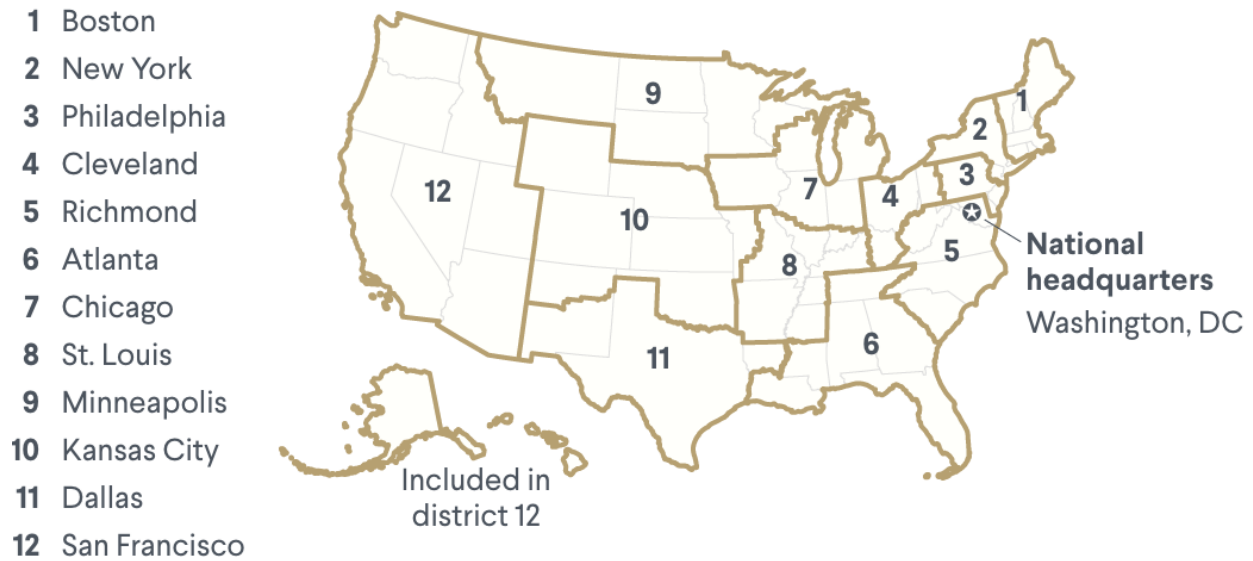 1 Boston
2 New York
3 Philadelphia
4 Cleveland
5 Richmond
6 Atlanta
7 Chicago
8 St. Louis
9 Minneapolis
10 Kansas City
11 Dallas
12 San Francisco
9
1
2
3
12
7
4
10
5
8
6
11
National
headquarters
Washington, DC
Included in
district 12